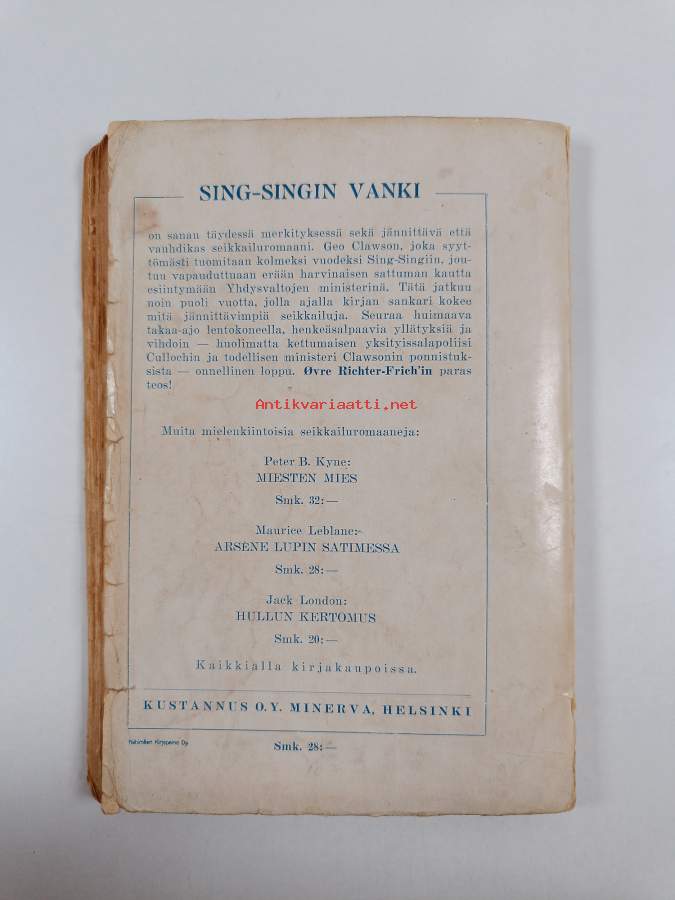 SING-SINGIN VANKI
on sanan täydessä merkityksessä sekä jännittävä että
vauhdikas seikkailuromaani. Geo Clawson, joka syyt-
tömästi tuomitaan kolmeksi vuodeksi Sing-Singiin, jou-
tuu vapauduttuaan erään harvinaisen sattuman kautta
esiintymään Yhdysvaltojen ministerinä. Tätä jatkuu
noin puoli vuotta, jolla ajalla kirjan sankari kokee
mitä jännittävimpiä seikkailuja. Seuraa huimaava
takaa-ajo lentokoneella, henkeäsalpaavia yllätyksiä ja
vihdoin — huolimatta kettumaisen yksityissalapoliisi
Cullochin ja todellisen ministeri Clawsonin ponnistuk-
sista — onnellinen loppu. Øvre Richter-Frich'in paras
teos!
Antikvariaatti.net
Muita mielenkiintoisia seikkailuromaaneja:
Peter B. Kyne:
MIESTEN MIES
Smk. 32:—
Maurice Leblanc:
ARSÈNE LUPIN SATIMESSA
Smk. 28:—
Jack London:
HULLUN KERTOMUS
Smk. 20:—
Kaikkialla kirjakaupoissa.
KUSTANNUS O.Y. MINERVA, HELSINKI
Kirjapaino Oy
Smk. 28:—